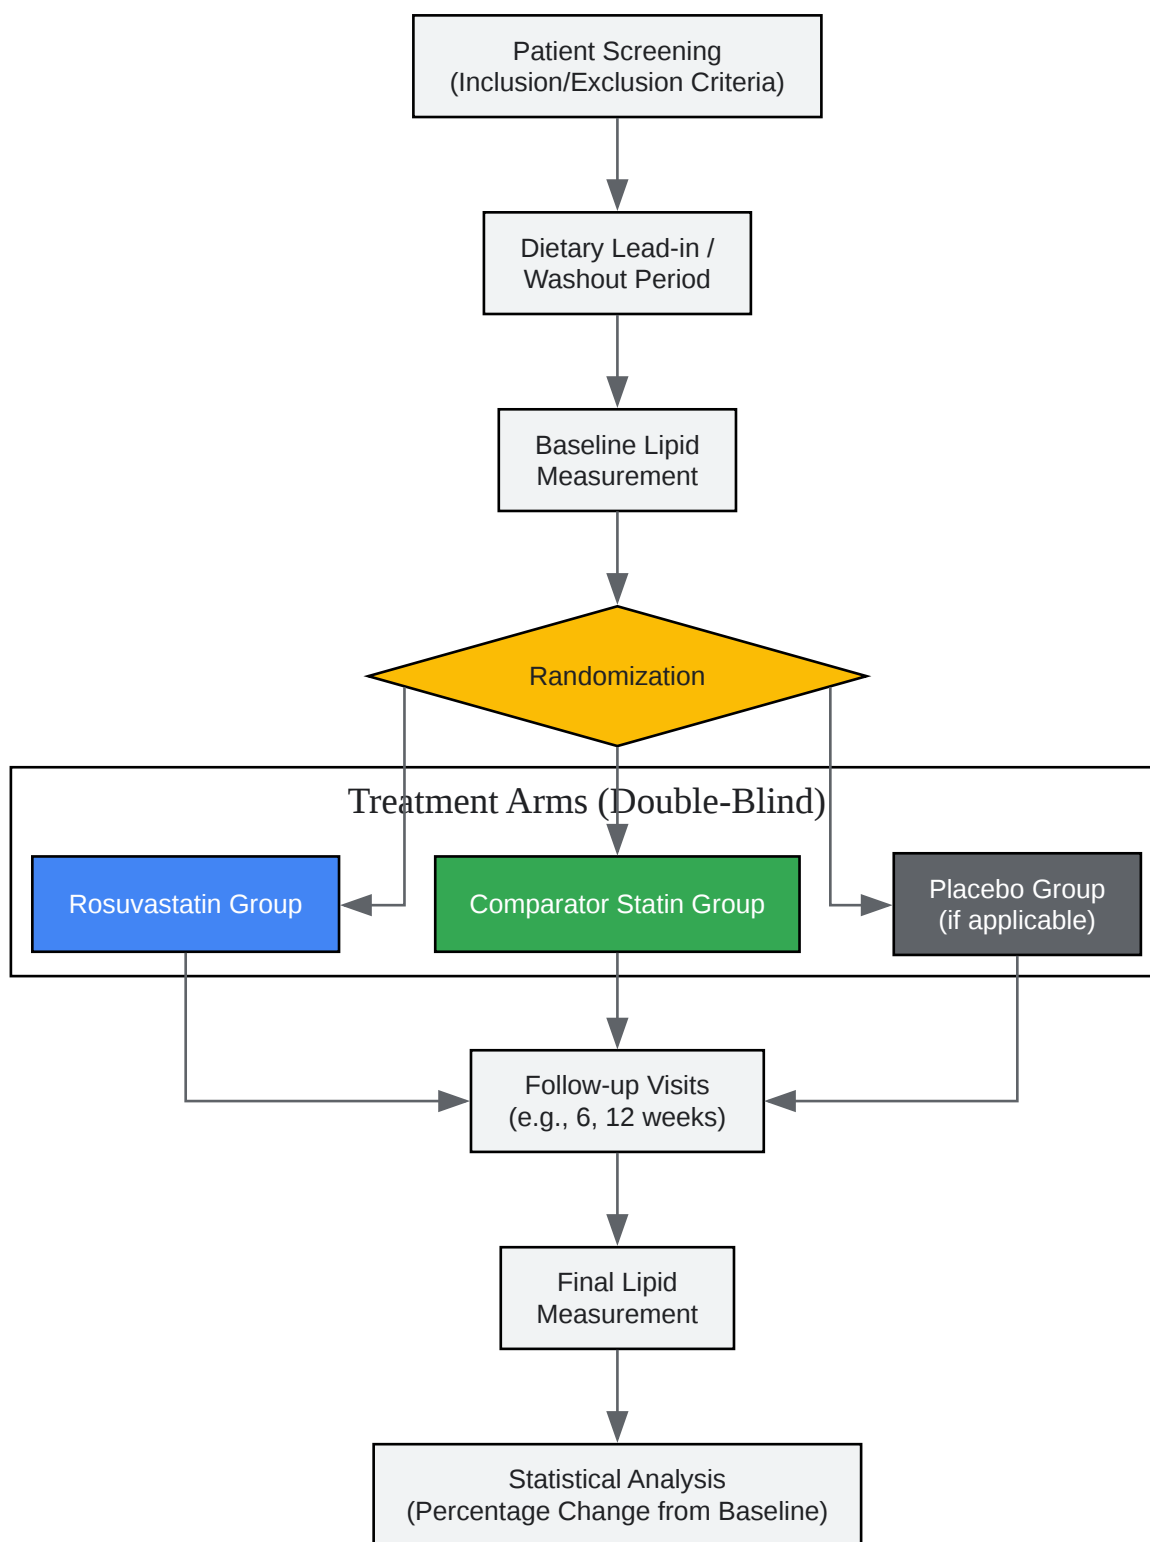 Patient Screening
(Inclusion/Exclusion Criteria)
Dietary Lead-in /
Washout Period
Baseline Lipid
Measurement
Randomization
Treatment Arms (Double-Blind)
Rosuvastatin Group
Comparator Statin Group
Placebo Group
(if applicable)
Follow-up Visits
(e.g., 6, 12 weeks)
Final Lipid
Measurement
Statistical Analysis
(Percentage Change from Baseline)